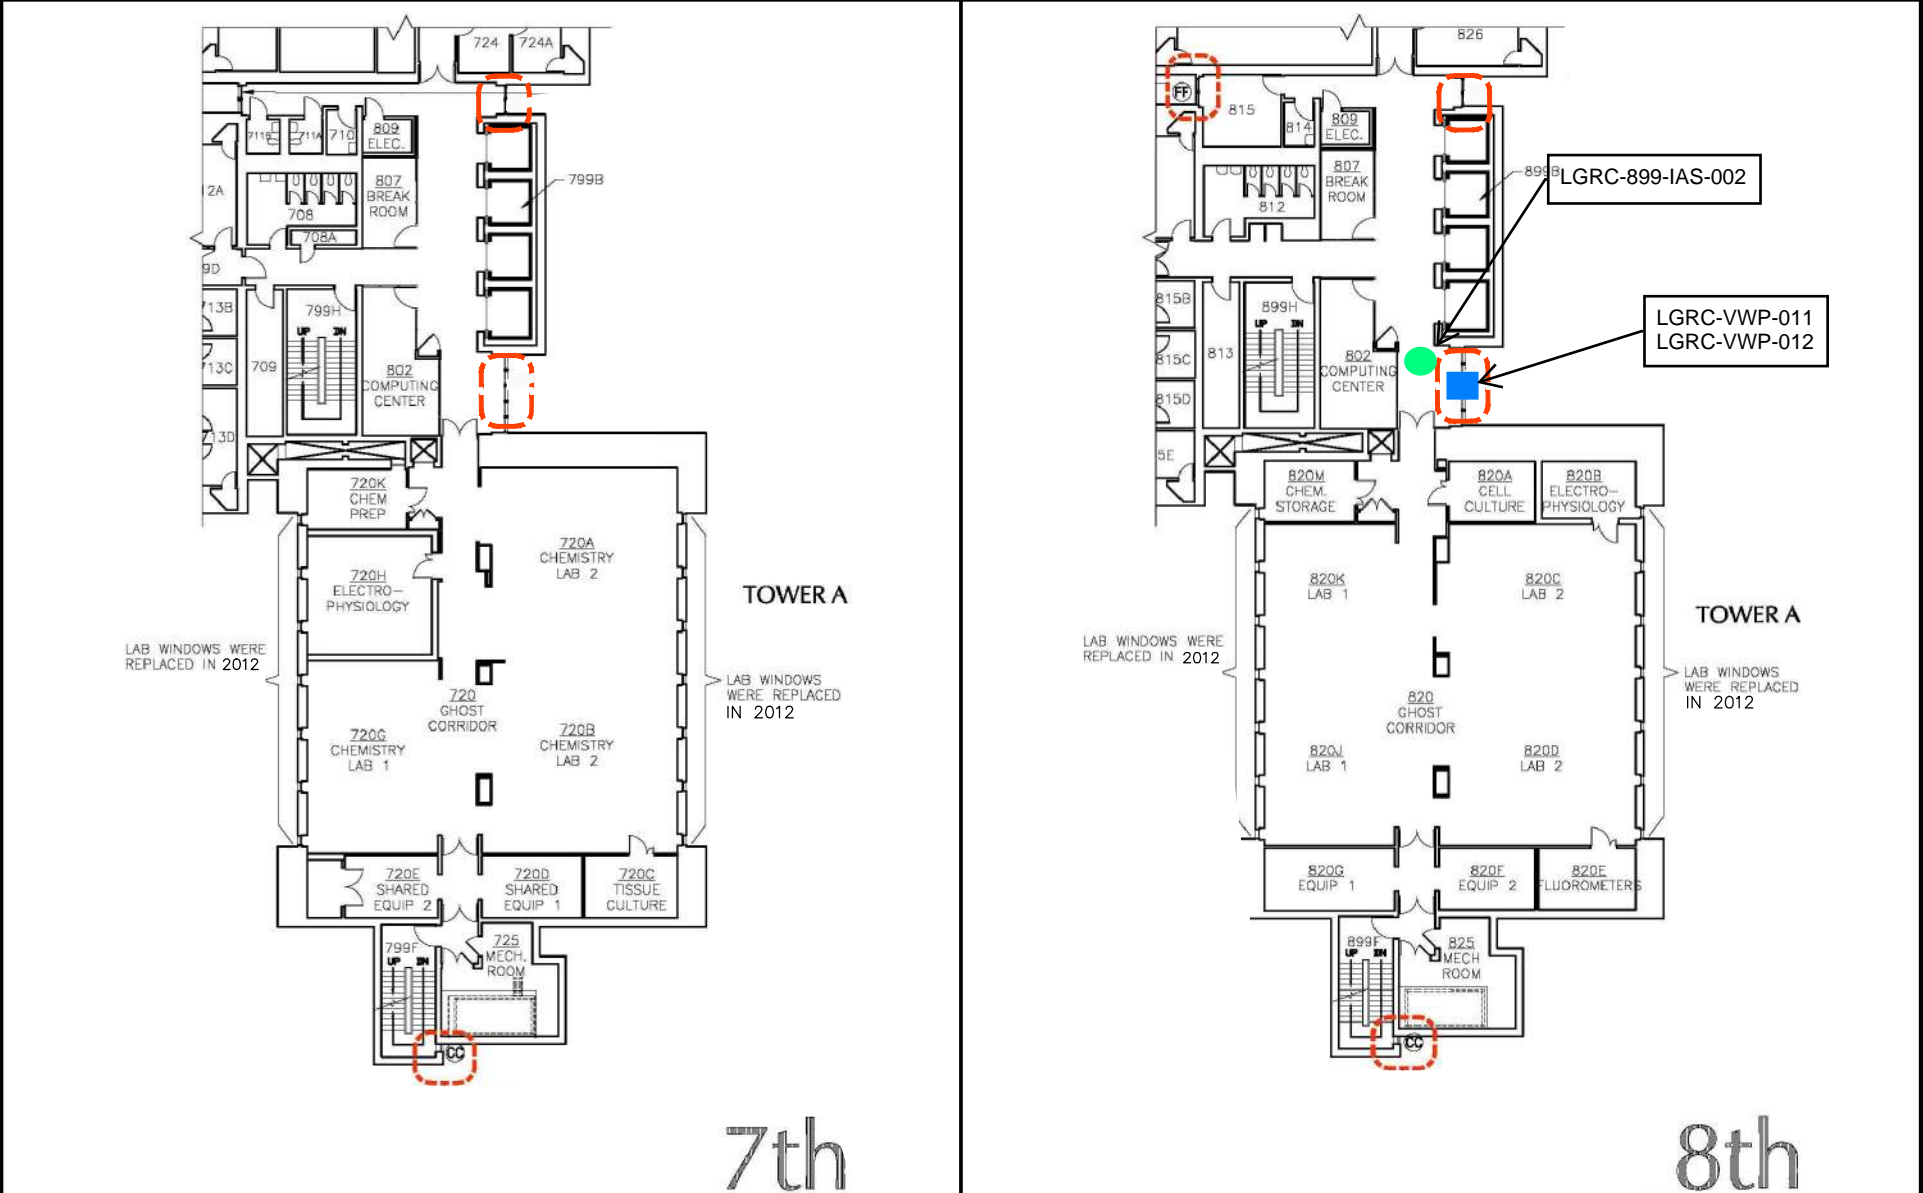 724
724A
711B
711A
710
809
ELEC.
12A
807
BREAK
ROOM
799B
708
708A
9D
713B
799H
UP
DN
713C
709
802
COMPUTING
CENTER
713D
720K
CHEM
PREP
720A
CHEMISTRY
LAB 2
720H
ELECTRO-
PHYSIOLOGY
TOWER A
LAB WINDOWS WERE
REPLACED IN 2012
LAB WINDOWS
WERE REPLACED
IN 2012
720
GHOST
CORRIDOR
720G
CHEMISTRY
LAB 1
720B
CHEMISTRY
LAB 2
720E
SHARED
EQUIP 2
720D
SHARED
EQUIP 1
720C
TISSUE
CULTURE
799F
UP
DN
725
MECH.
ROOM
CC
7th
826
FF
815
814
809
ELEC.
807
BREAK
ROOM
899B
LGRC-899-IAS-002
812
815B
899H
UP
DN
LGRC-VWP-011
LGRC-VWP-012
815C
813
802
COMPUTING
CENTER
815D
5E
820M
CHEM.
STORAGE
820A
CELL
CULTURE
820B
ELECTRO-
PHYSIOLOGY
820K
LAB 1
820C
LAB 2
TOWER A
LAB WINDOWS WERE
REPLACED IN 2012
LAB WINDOWS
WERE REPLACED
IN 2012
820
GHOST
CORRIDOR
820J
LAB 1
820D
LAB 2
820G
EQUIP 1
820F
EQUIP 2
820E
FLUOROMETERS
899F
UP
DN
825
MECH
ROOM
CC
8th